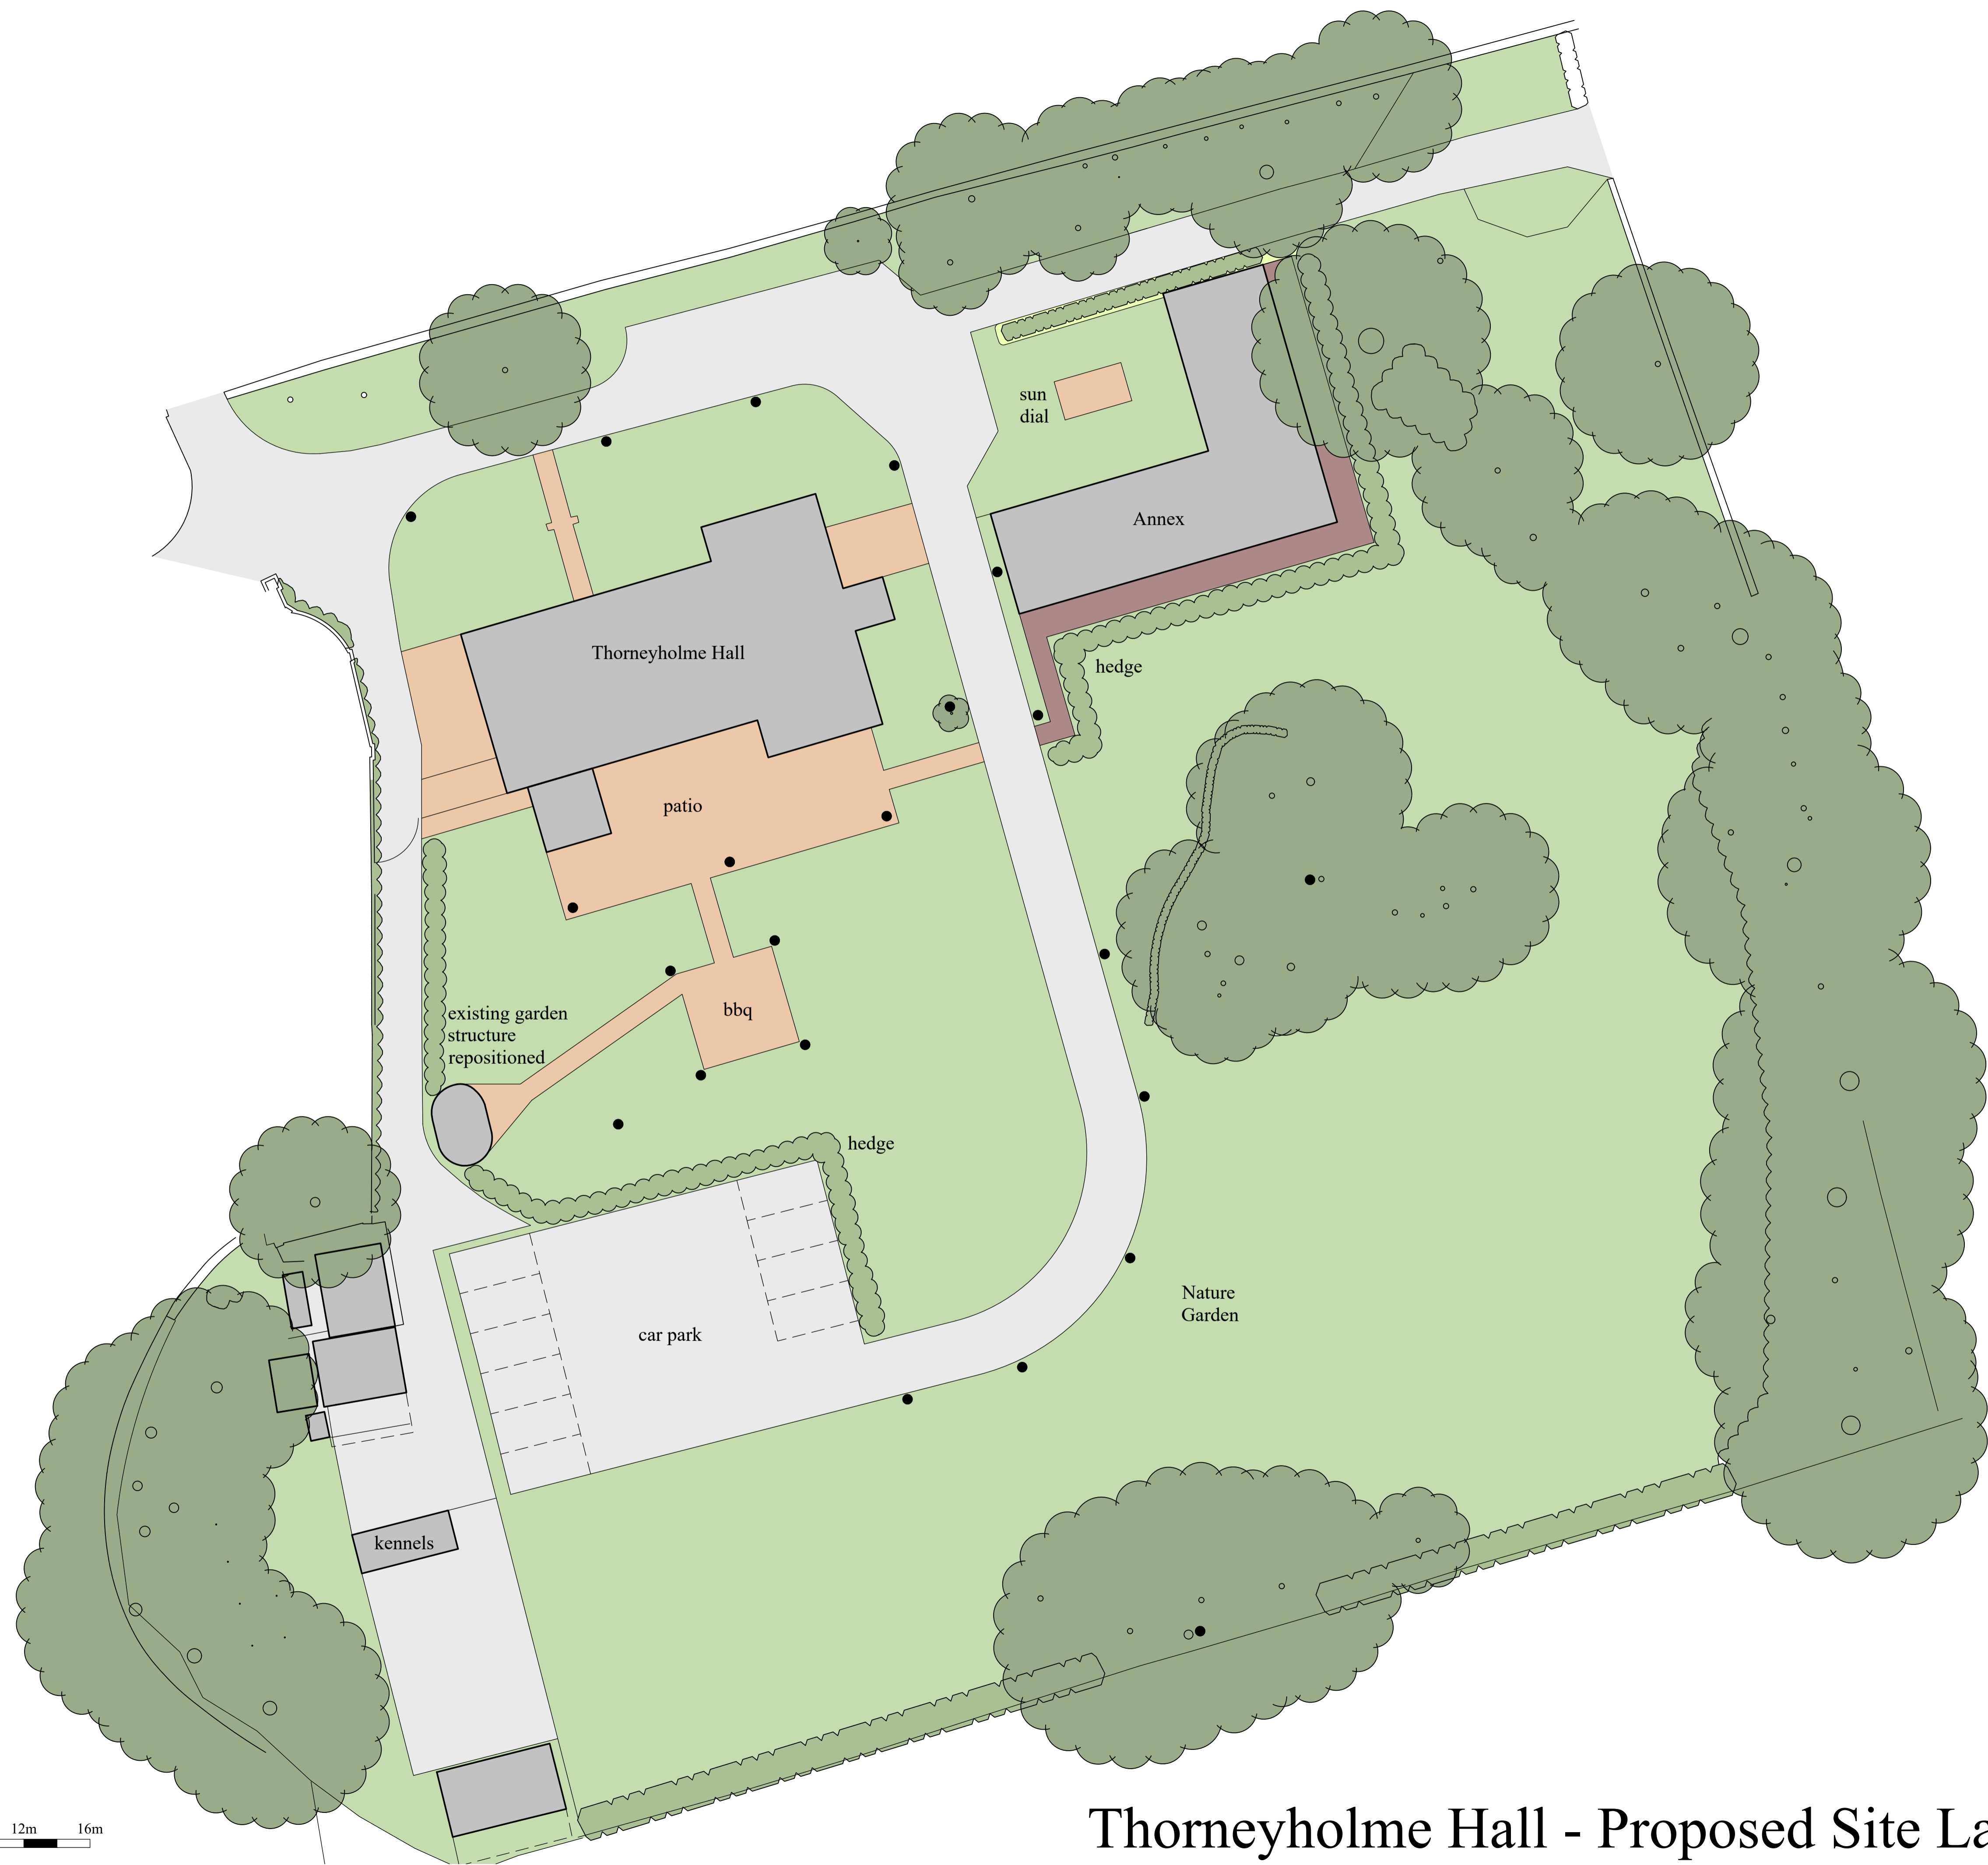 sun
dial
Annex
Thorneyholme Hall
hedge
patio
existing garden
structure
repositioned
bbq
hedge
Nature
Garden
car park
kennels
12m 16m
Thorneyholme Hall - Proposed Site La